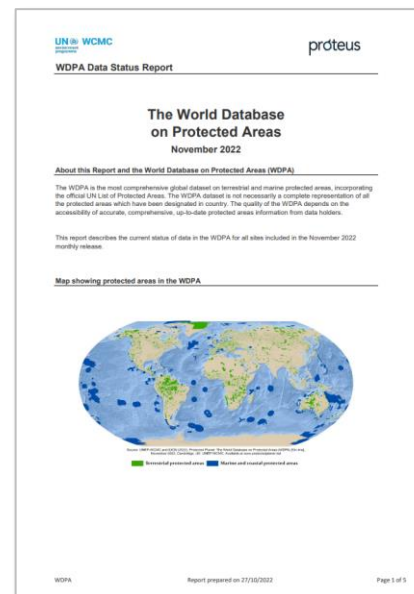 UN WCMC
proteus
WDPA Data Status Report
The World Database
on Protected Areas
November 2022
About this Report and the World Database on Protected Areas (WDPA)
The WDPA is the most comprehensive global dataset on terrestrial and marine protected areas, incorporating
the official UN List of Protected Areas. The WDPA dataset is not necessarily a complete representation of all
the protected areas which have been designated in country. The quality of the WDPA depends on the
accessibility of accurate, comprehensive, up-to-date protected areas information from data holders.
This report describes the current status of data in the WDPA for all sites included in the November 2022
monthly release.
Map showing protected areas in the WDPA
Terrestrial protected areas Marine and coastal protected areas
WDPA Report prepared on 27/10/2022 Page 1 of 5